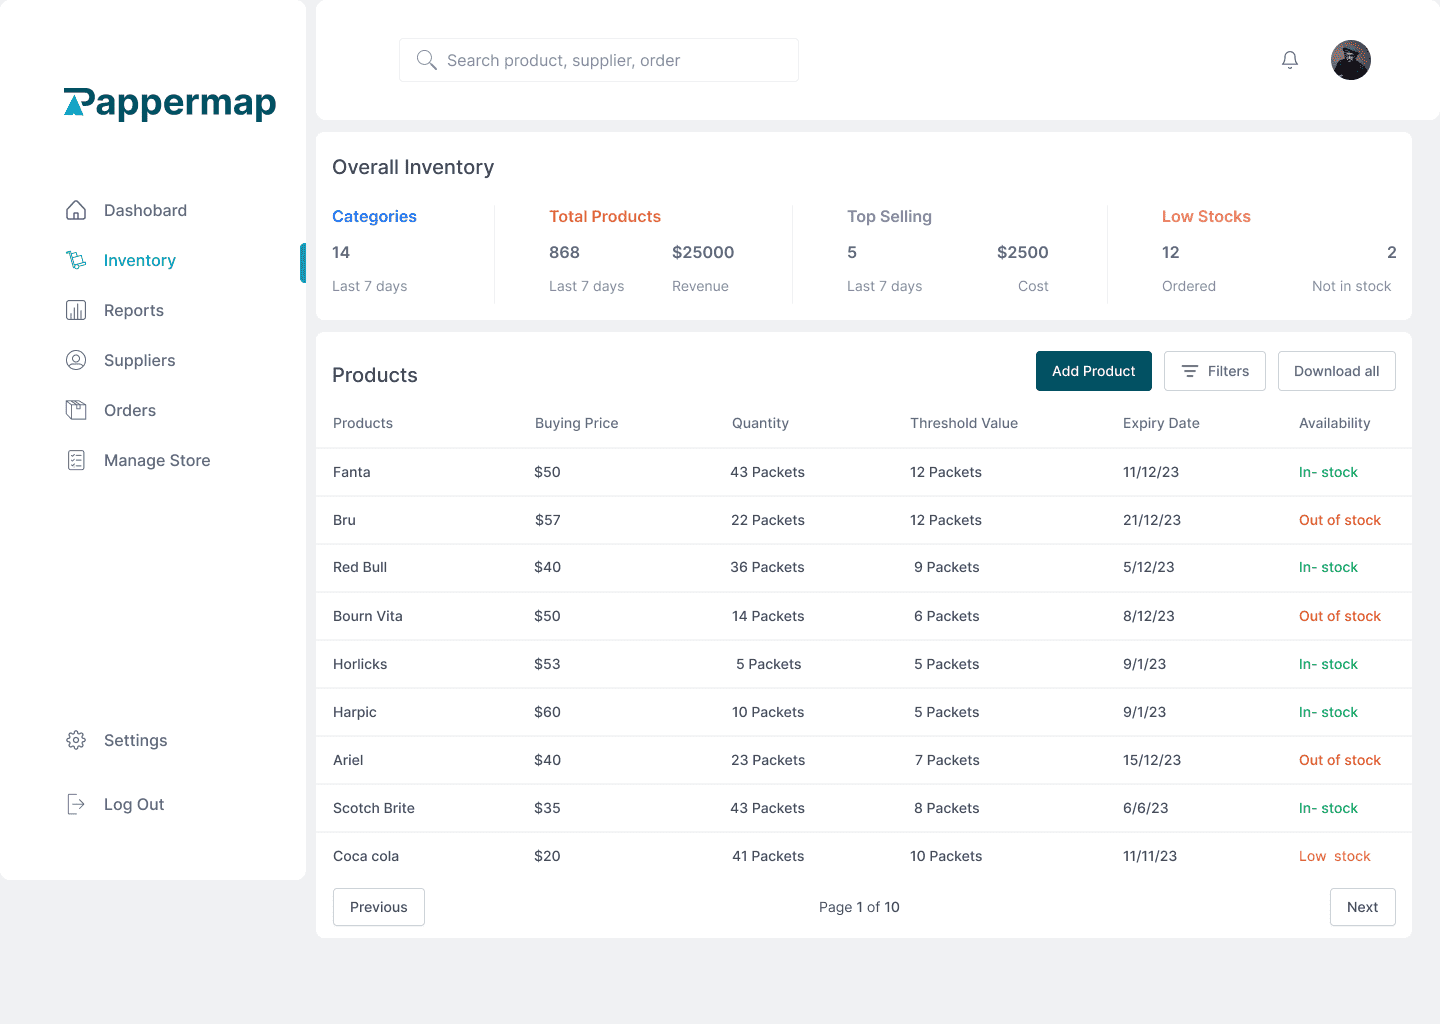 Pappermap
Dashobard
Inventory
Reports
Suppliers
Orders
Manage Store
Settings
Log Out
Search product, supplier, order
Overall Inventory
Categories Total Products Top Selling Low Stocks
14 868 $25000 5 $2500 12 2
Last 7 days Last 7 days Revenue Last 7 days Cost Ordered Not in stock
Products Add Product Filters Download all
Products Buying Price Quantity Threshold Value Expiry Date Availability
Fanta $50 43 Packets 12 Packets 11/12/23 In- stock
Bru $57 22 Packets 12 Packets 21/12/23 Out of stock
Red Bull $40 36 Packets 9 Packets 5/12/23 In- stock
Bourn Vita $50 14 Packets 6 Packets 8/12/23 Out of stock
Horlicks $53 5 Packets 5 Packets 9/1/23 In- stock
Harpic $60 10 Packets 5 Packets 9/1/23 In- stock
Ariel $40 23 Packets 7 Packets 15/12/23 Out of stock
Scotch Brite $35 43 Packets 8 Packets 6/6/23 In- stock
Coca cola $20 41 Packets 10 Packets 11/11/23 Low stock
Previous Page 1 of 10 Next